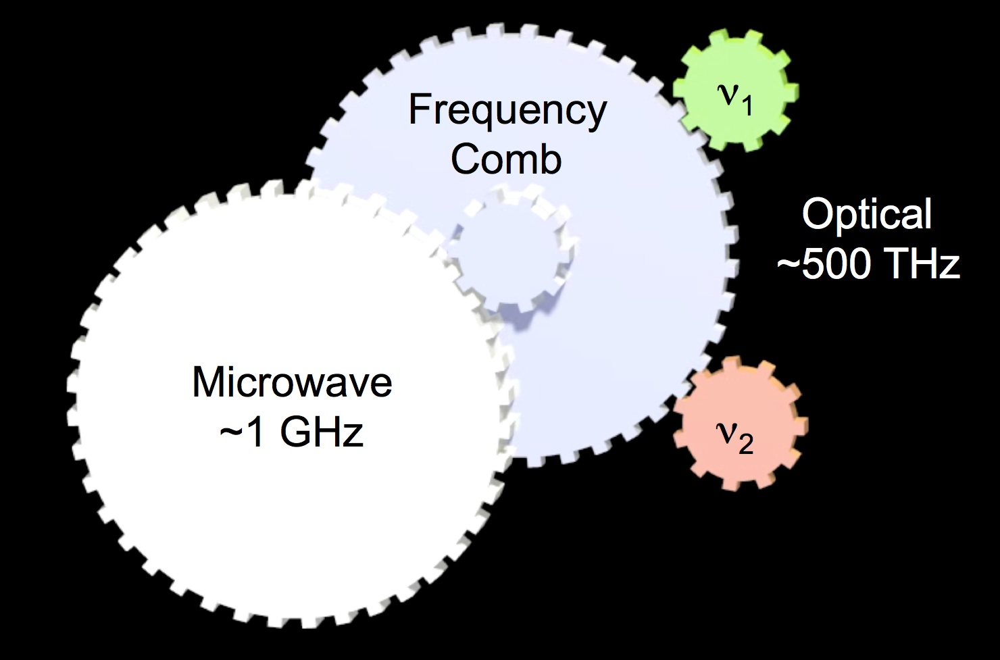 Frequency
Comb
ν1
Optical
~500 THz
Microwave
~1 GHz
ν2